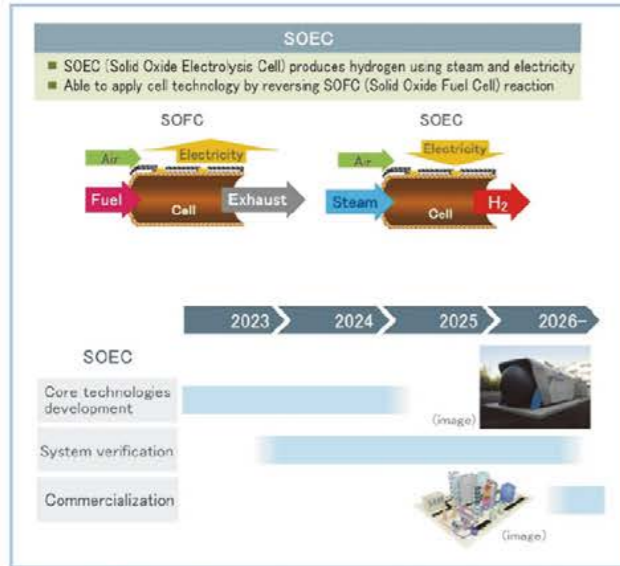 SOEC
■ SOEC (Solid Oxide Electrolysis Cell) produces hydrogen using steam and electricity
■ Able to apply cell technology by reversing SOFC (Solid Oxide Fuel Cell) reaction
SOFC
Air
Electricity
Fuel
Cell
Exhaust
SOEC
Air
Electricity
Steam
Cell
H₂
2023
2024
2025
2026-
SOEC
Core technologies
development
(image)
System verification
Commercialization
(image)